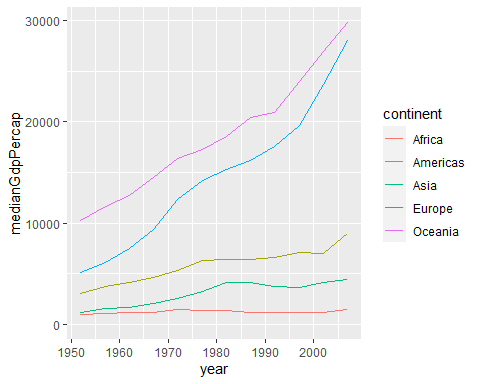 30000
20000
10000
0
medianGdpPercap
1950
1960
1970
1980
1990
2000
year
continent
Africa
Americas
Asia
Europe
Oceania